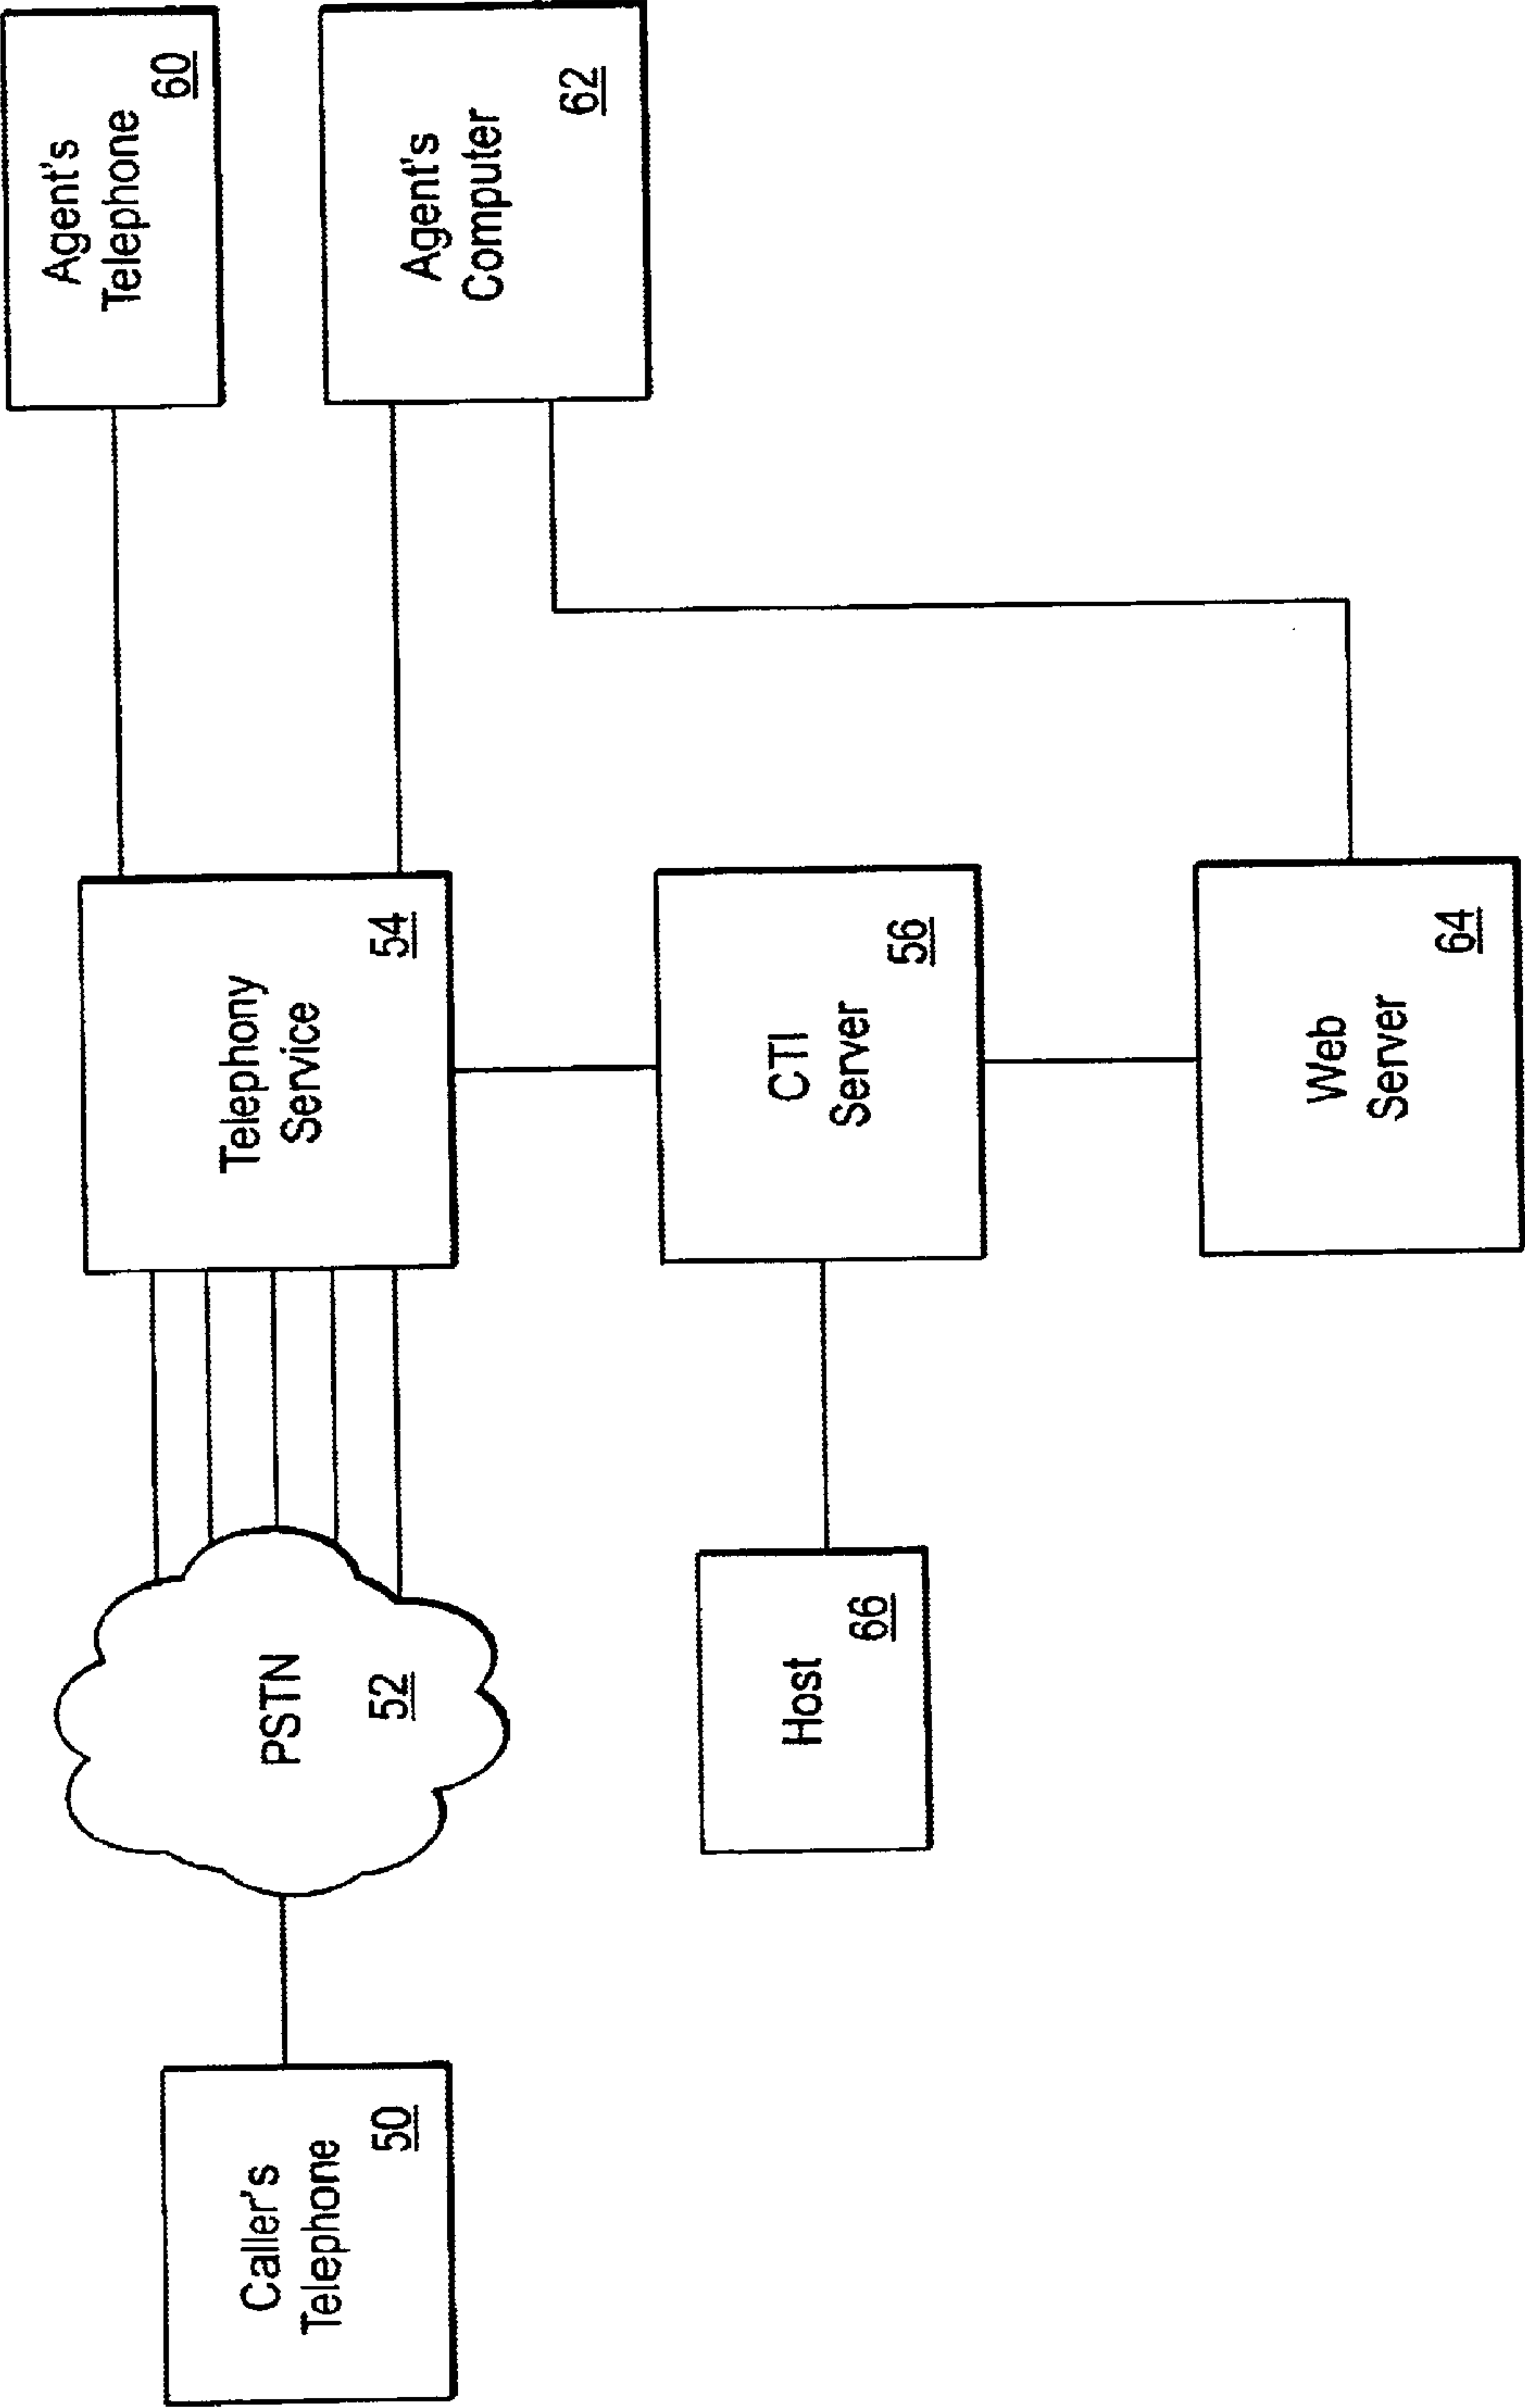 Caller's
Telephone
50
PSTN
52
Telephony
Service
54
Agent's
Telephone
60
Agent's
Computer
62
Host
66
CTI
Server
56
Web
Server
64